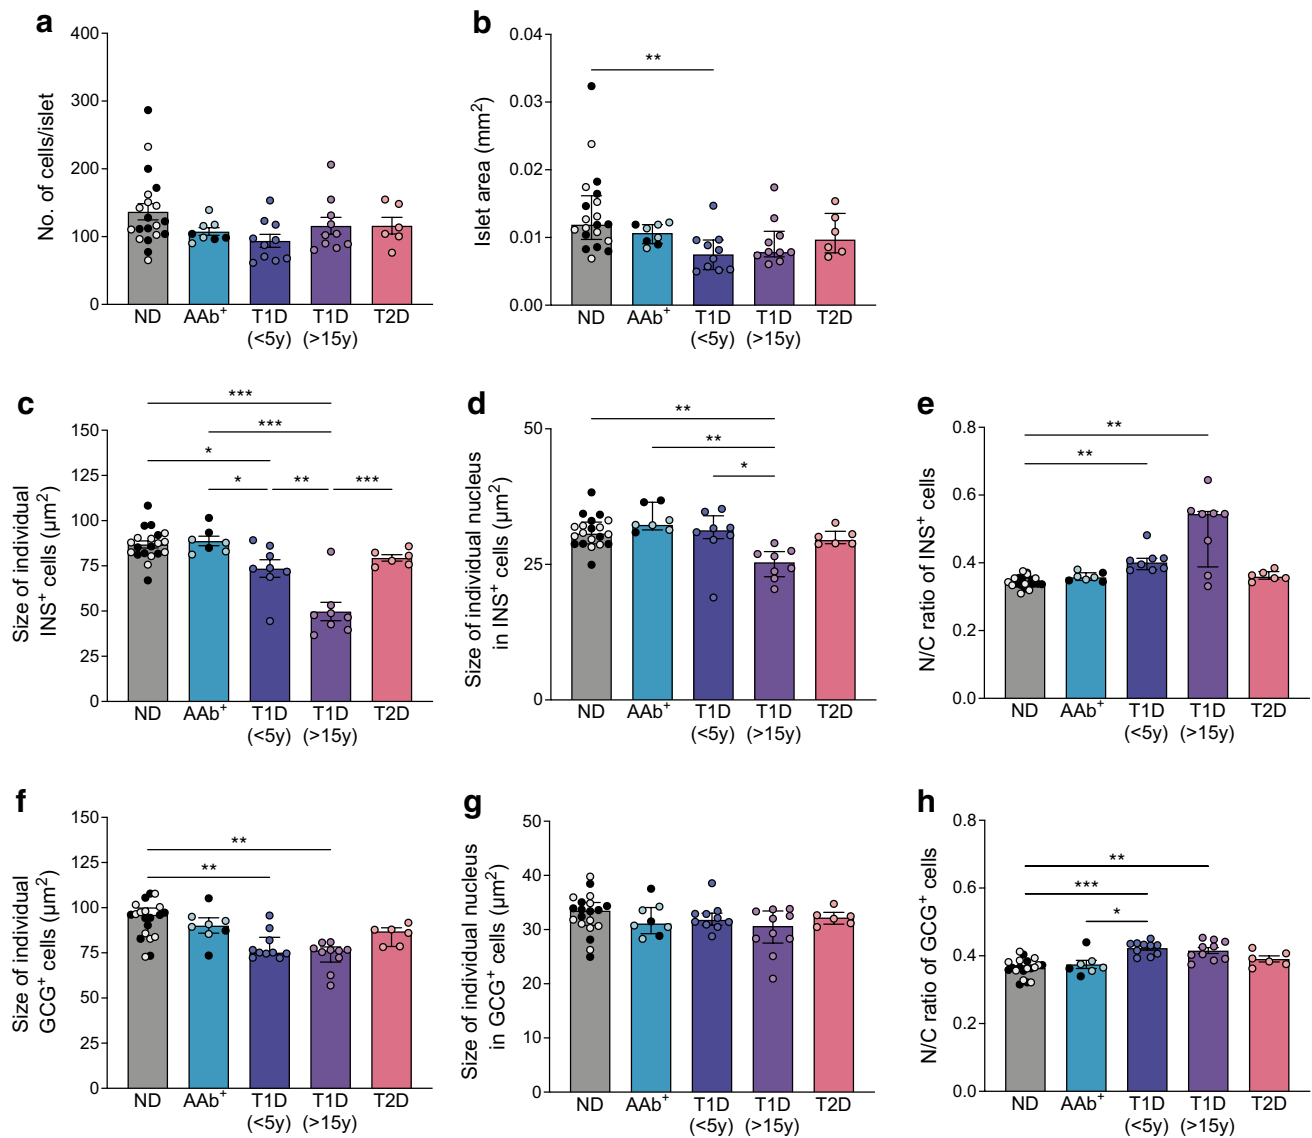 a
No. of cells/islet
400
300
200
100
0
ND
AAb⁺
T1D
(<5y)
T1D
(>15y)
T2D
b
Islet area (mm²)
0.04
0.03
0.02
0.01
0.00
**
ND
AAb⁺
T1D
(<5y)
T1D
(>15y)
T2D
c
Size of individual
INS⁺ cells (µm²)
150
125
100
75
50
25
0
***
***
*
*
**
***
ND
AAb⁺
T1D
(<5y)
T1D
(>15y)
T2D
d
Size of individual nucleus
in INS⁺ cells (µm²)
50
25
0
**
**
*
ND
AAb⁺
T1D
(<5y)
T1D
(>15y)
T2D
e
N/C ratio of INS⁺ cells
0.8
0.6
0.4
0.2
0.0
**
**
ND
AAb⁺
T1D
(<5y)
T1D
(>15y)
T2D
f
Size of individual
GCG⁺ cells (µm²)
150
125
100
75
50
25
0
**
**
ND
AAb⁺
T1D
(<5y)
T1D
(>15y)
T2D
g
Size of individual nucleus
in GCG⁺ cells (µm²)
50
40
30
20
10
0
ND
AAb⁺
T1D
(<5y)
T1D
(>15y)
T2D
h
N/C ratio of GCG⁺ cells
0.8
0.6
0.4
0.2
0.0
**
***
*
ND
AAb⁺
T1D
(<5y)
T1D
(>15y)
T2D